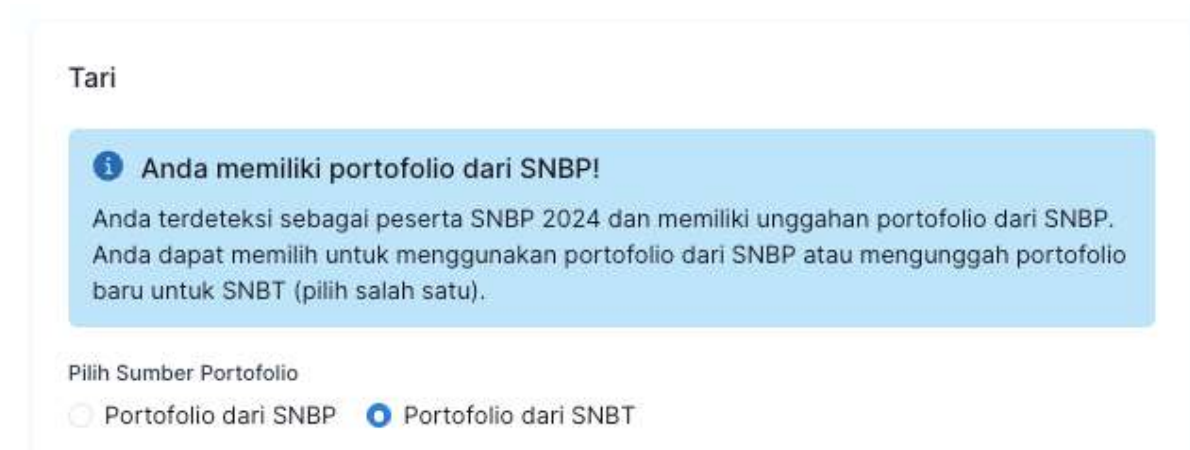 Tari
Anda memiliki portofolio dari SNBP!
Anda terdeteksi sebagai peserta SNBP 2024 dan memiliki unggahan portofolio dari SNBP.
Anda dapat memilih untuk menggunakan portofolio dari SNBP atau mengunggah portofolio
baru untuk SNBT (pilih salah satu).
Pilih Sumber Portofolio
Portofolio dari SNBP Portofolio dari SNBT